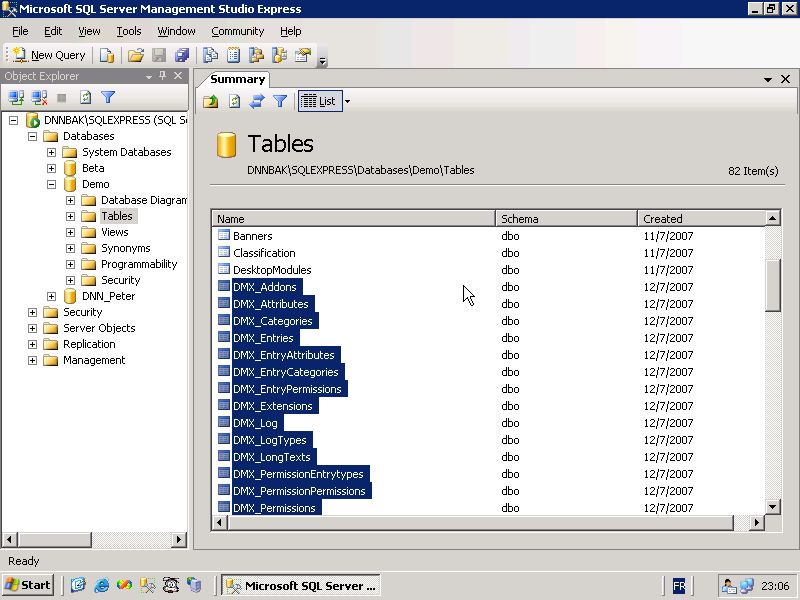 Microsoft SQL Server Management Studio Express
File Edit View Tools Window Community Help
New Query
Object Explorer
Summary
List
DNNBAK\SQLEXPRESS (SQL S
Databases
System Databases
Beta
Demo
Database Diagram
Tables
Views
Synonyms
Programmability
Security
DNN_Peter
Security
Server Objects
Replication
Management
Tables
DNNBAK\SQLEXPRESS\Databases\Demo\Tables
82 Item(s)
Name Schema Created
Banners dbo 11/7/2007
Classification dbo 11/7/2007
DesktopModules dbo 11/7/2007
DMX_Addons dbo 12/7/2007
DMX_Attributes dbo 12/7/2007
DMX_Categories dbo 12/7/2007
DMX_Entries dbo 12/7/2007
DMX_EntryAttributes dbo 12/7/2007
DMX_EntryCategories dbo 12/7/2007
DMX_EntryPermissions dbo 12/7/2007
DMX_Extensions dbo 12/7/2007
DMX_Log dbo 12/7/2007
DMX_LogTypes dbo 12/7/2007
DMX_LongTexts dbo 12/7/2007
DMX_PermissionEntrytypes dbo 12/7/2007
DMX_PermissionPermissions dbo 12/7/2007
DMX_Permissions dbo 12/7/2007
Ready
Start
Microsoft SQL Server ...
FR
23:06